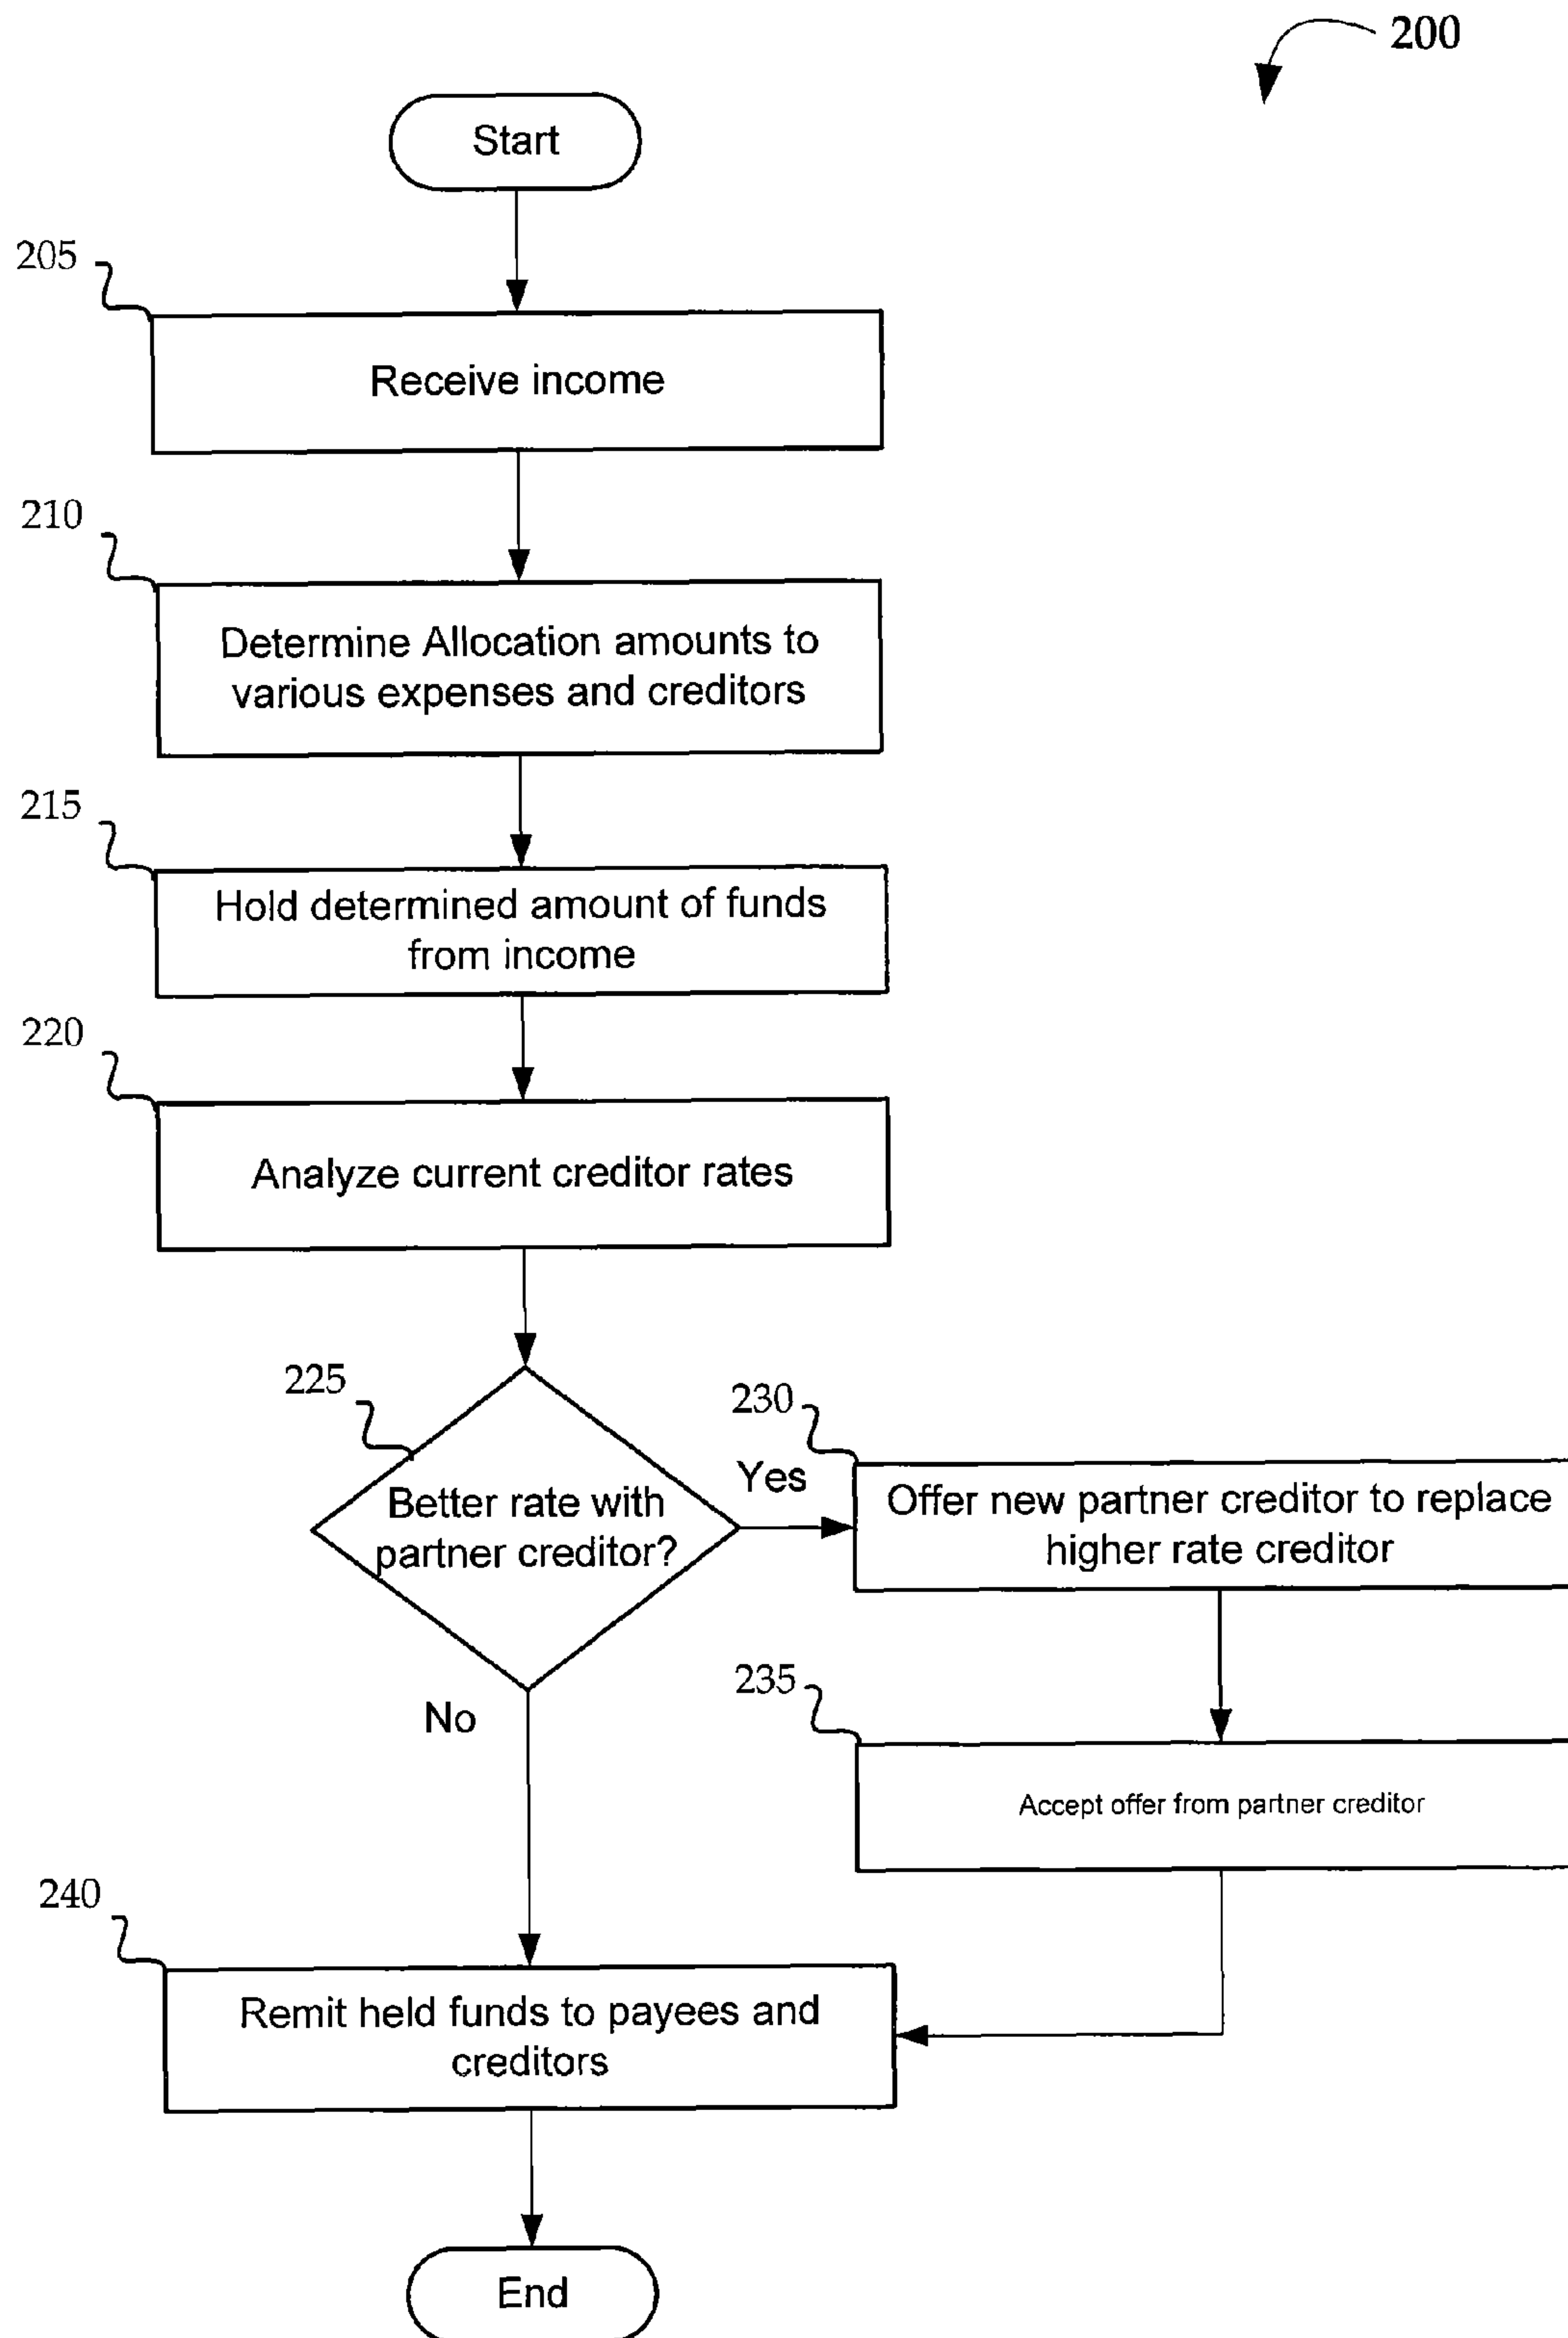 200
Start
205
Receive income
210
Determine Allocation amounts to
various expenses and creditors
215
Hold determined amount of funds
from income
220
Analyze current creditor rates
225
Better rate with
partner creditor?
Yes
230
Offer new partner creditor to replace
higher rate creditor
No
235
Accept offer from partner creditor
240
Remit held funds to payees and
creditors
End